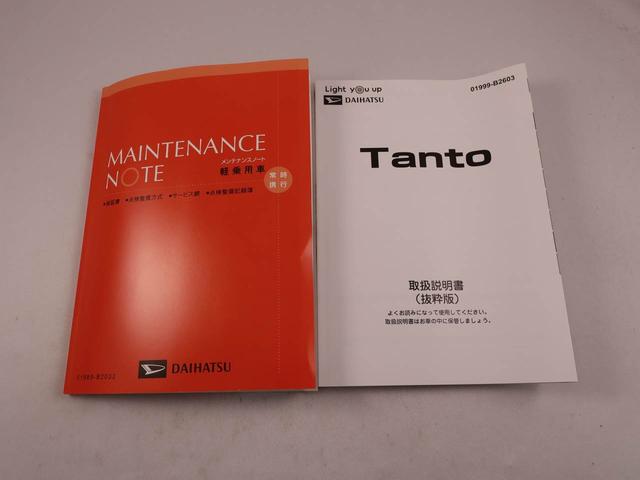 MAINTENANCE
NOTE
メンテナンスノート
軽乗用車
常時
携行
●保証書 ●点検整備方式 ●サービス網 ●点検整備記録簿
DAIHATSU
01989-B2022
Light you up
DAIHATSU
01999-B2603
Tanto
取扱説明書
（抜粋版）
よくお読みになって使用してください。
取扱説明書はお車の中に保管しましょう。